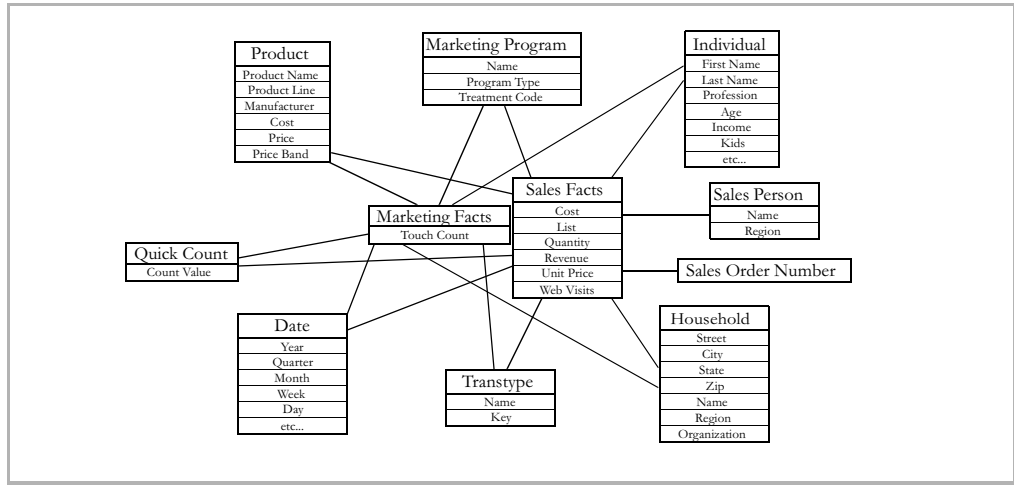 Product
Product Name
Product Line
Manufacturer
Cost
Price
Price Band
Marketing Program
Name
Program Type
Treatment Code
Individual
First Name
Last Name
Profession
Age
Income
Kids
etc...
Marketing Facts
Touch Count
Sales Facts
Cost
List
Quantity
Revenue
Unit Price
Web Visits
Sales Person
Name
Region
Quick Count
Count Value
Sales Order Number
Date
Year
Quarter
Month
Week
Day
etc...
Transtype
Name
Key
Household
Street
City
State
Zip
Name
Region
Organization